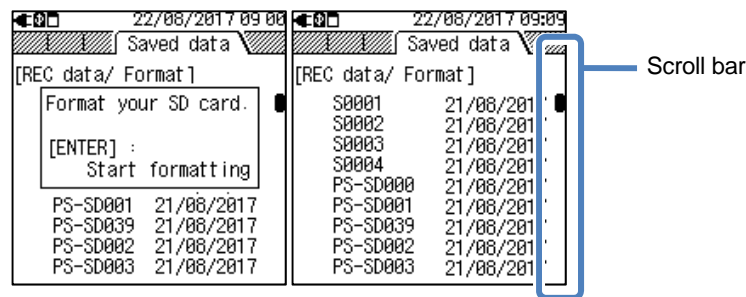 22/08/2017 09 00
Saved data
[REC data/ Format]
Format your SD card.
[ENTER] :
Start formatting
PS-SD001 21/08/2017
PS-SD039 21/08/2017
PS-SD002 21/08/2017
PS-SD003 21/08/2017
22/08/2017 09:09
Saved data
[REC data/ Format]
S0001 21/08/201
S0002 21/08/201
S0003 21/08/201
S0004 21/08/201
PS-SD000 21/08/201
PS-SD001 21/08/201
PS-SD039 21/08/201
PS-SD002 21/08/201
PS-SD003 21/08/201
Scroll bar